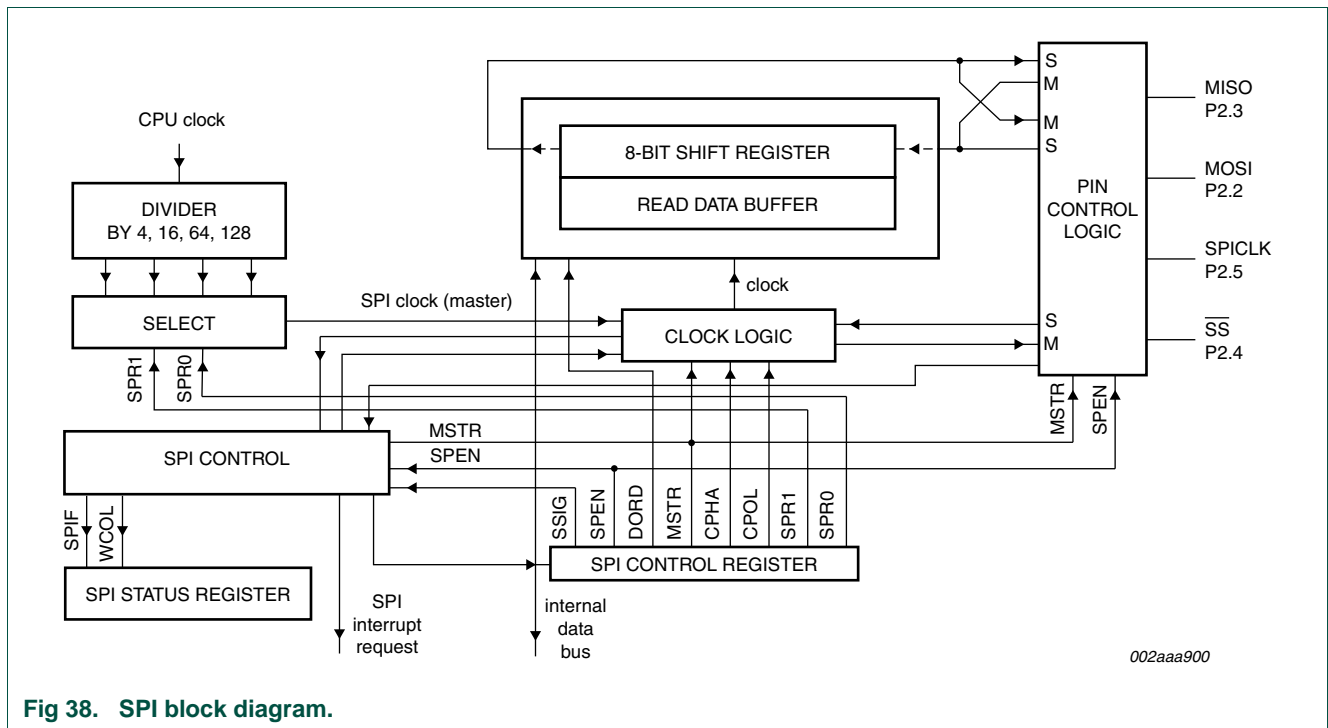 CPU clock
DIVIDER
BY 4, 16, 64, 128
SELECT
SPR1
SPR0
SPI clock (master)
8-BIT SHIFT REGISTER
READ DATA BUFFER
clock
CLOCK LOGIC
S
M
M
S
PIN
CONTROL
LOGIC
S
M
MISO
P2.3
MOSI
P2.2
SPICLK
P2.5
SS
P2.4
MSTR
SPEN
SPI CONTROL
MSTR
SPEN
SPIF
WCOL
SPI STATUS REGISTER
SSIG
SPEN
DORD
MSTR
CPHA
CPOL
SPR1
SPR0
SPI CONTROL REGISTER
SPI
interrupt
request
internal
data
bus
002aaa900
Fig 38. SPI block diagram.